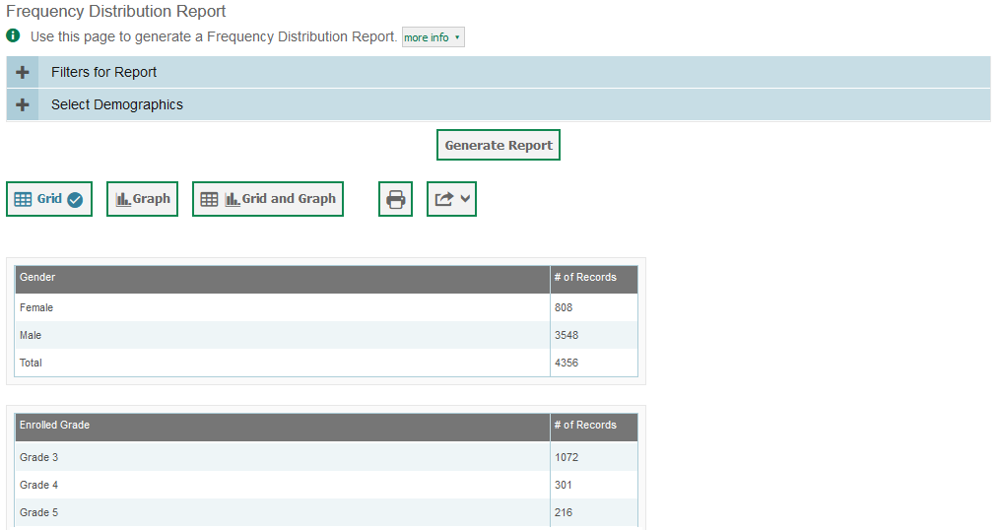 Frequency Distribution Report
Use this page to generate a Frequency Distribution Report. more info
Filters for Report
Select Demographics
Generate Report
Grid Graph Grid and Graph
Gender # of Records
Female 808
Male 3548
Total 4356
Enrolled Grade # of Records
Grade 3 1072
Grade 4 301
Grade 5 216